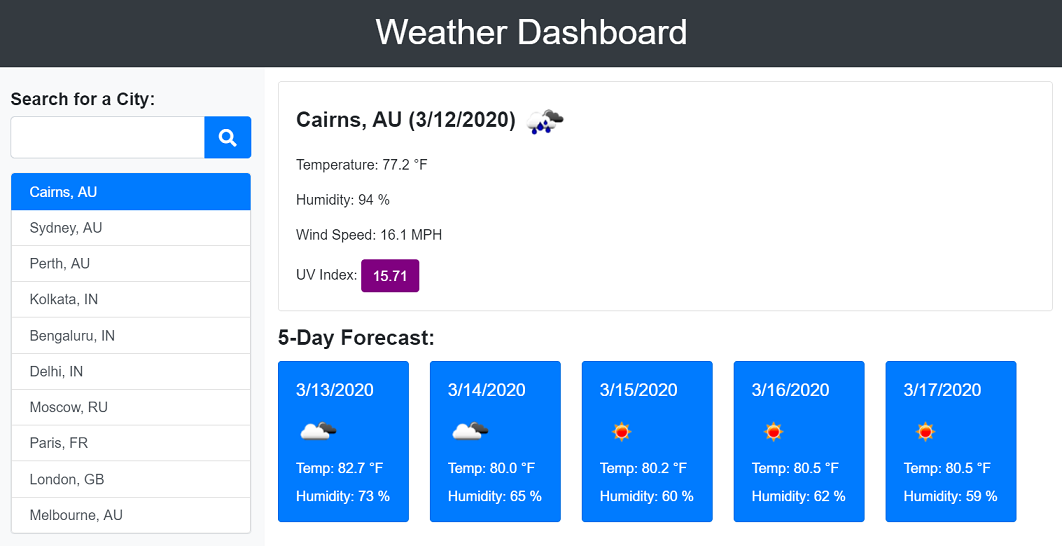 Weather Dashboard
Search for a City:
Cairns, AU
Sydney, AU
Perth, AU
Kolkata, IN
Bengaluru, IN
Delhi, IN
Moscow, RU
Paris, FR
London, GB
Melbourne, AU
Cairns, AU (3/12/2020)
Temperature: 77.2 °F
Humidity: 94 %
Wind Speed: 16.1 MPH
UV Index: 15.71
5-Day Forecast:
3/13/2020
Temp: 82.7 °F
Humidity: 73 %
3/14/2020
Temp: 80.0 °F
Humidity: 65 %
3/15/2020
Temp: 80.2 °F
Humidity: 60 %
3/16/2020
Temp: 80.5 °F
Humidity: 62 %
3/17/2020
Temp: 80.5 °F
Humidity: 59 %